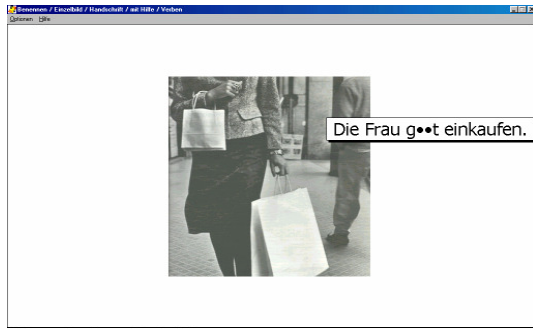 Benennen / Einzelbild / Handschrift / mit Hilfe / Verben
Optionen Hilfe
Die Frau g••t einkaufen.